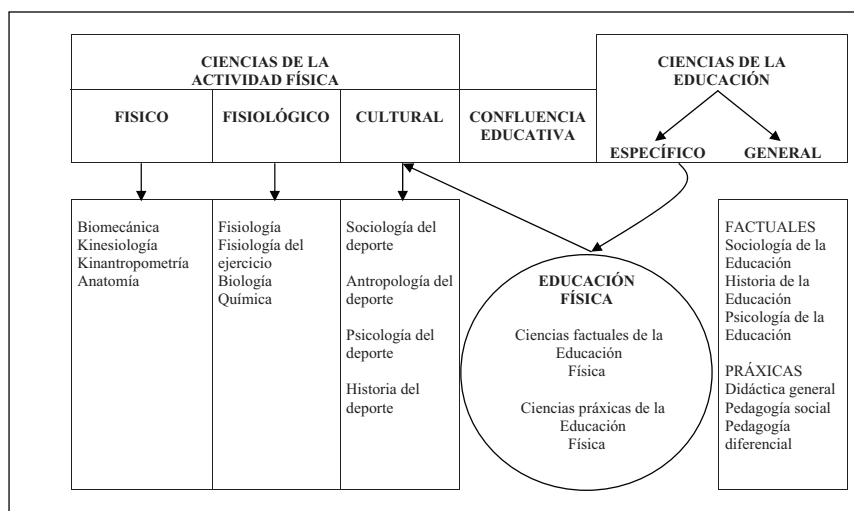 CIENCIAS DE LA
ACTIVIDAD FÍSICA
CIENCIAS DE LA
EDUCACIÓN
FISICO
FISIOLÓGICO
CULTURAL
CONFLUENCIA
EDUCATIVA
ESPECÍFICO
GENERAL
Biomecánica
Kinesiología
Kinantropometría
Anatomía
Fisiología
Fisiología del
ejercicio
Biología
Química
Sociología del
deporte
Antropología del
deporte
Psicología del
deporte
Historia del
deporte
EDUCACIÓN
FÍSICA
Ciencias factuales de la
Educación
Física
Ciencias práxicas de la
Educación
Física
FACTUALES
Sociología de la
Educación
Historia de la
Educación
Psicología de la
Educación
PRÁXICAS
Didáctica general
Pedagogía social
Pedagogía
diferencial